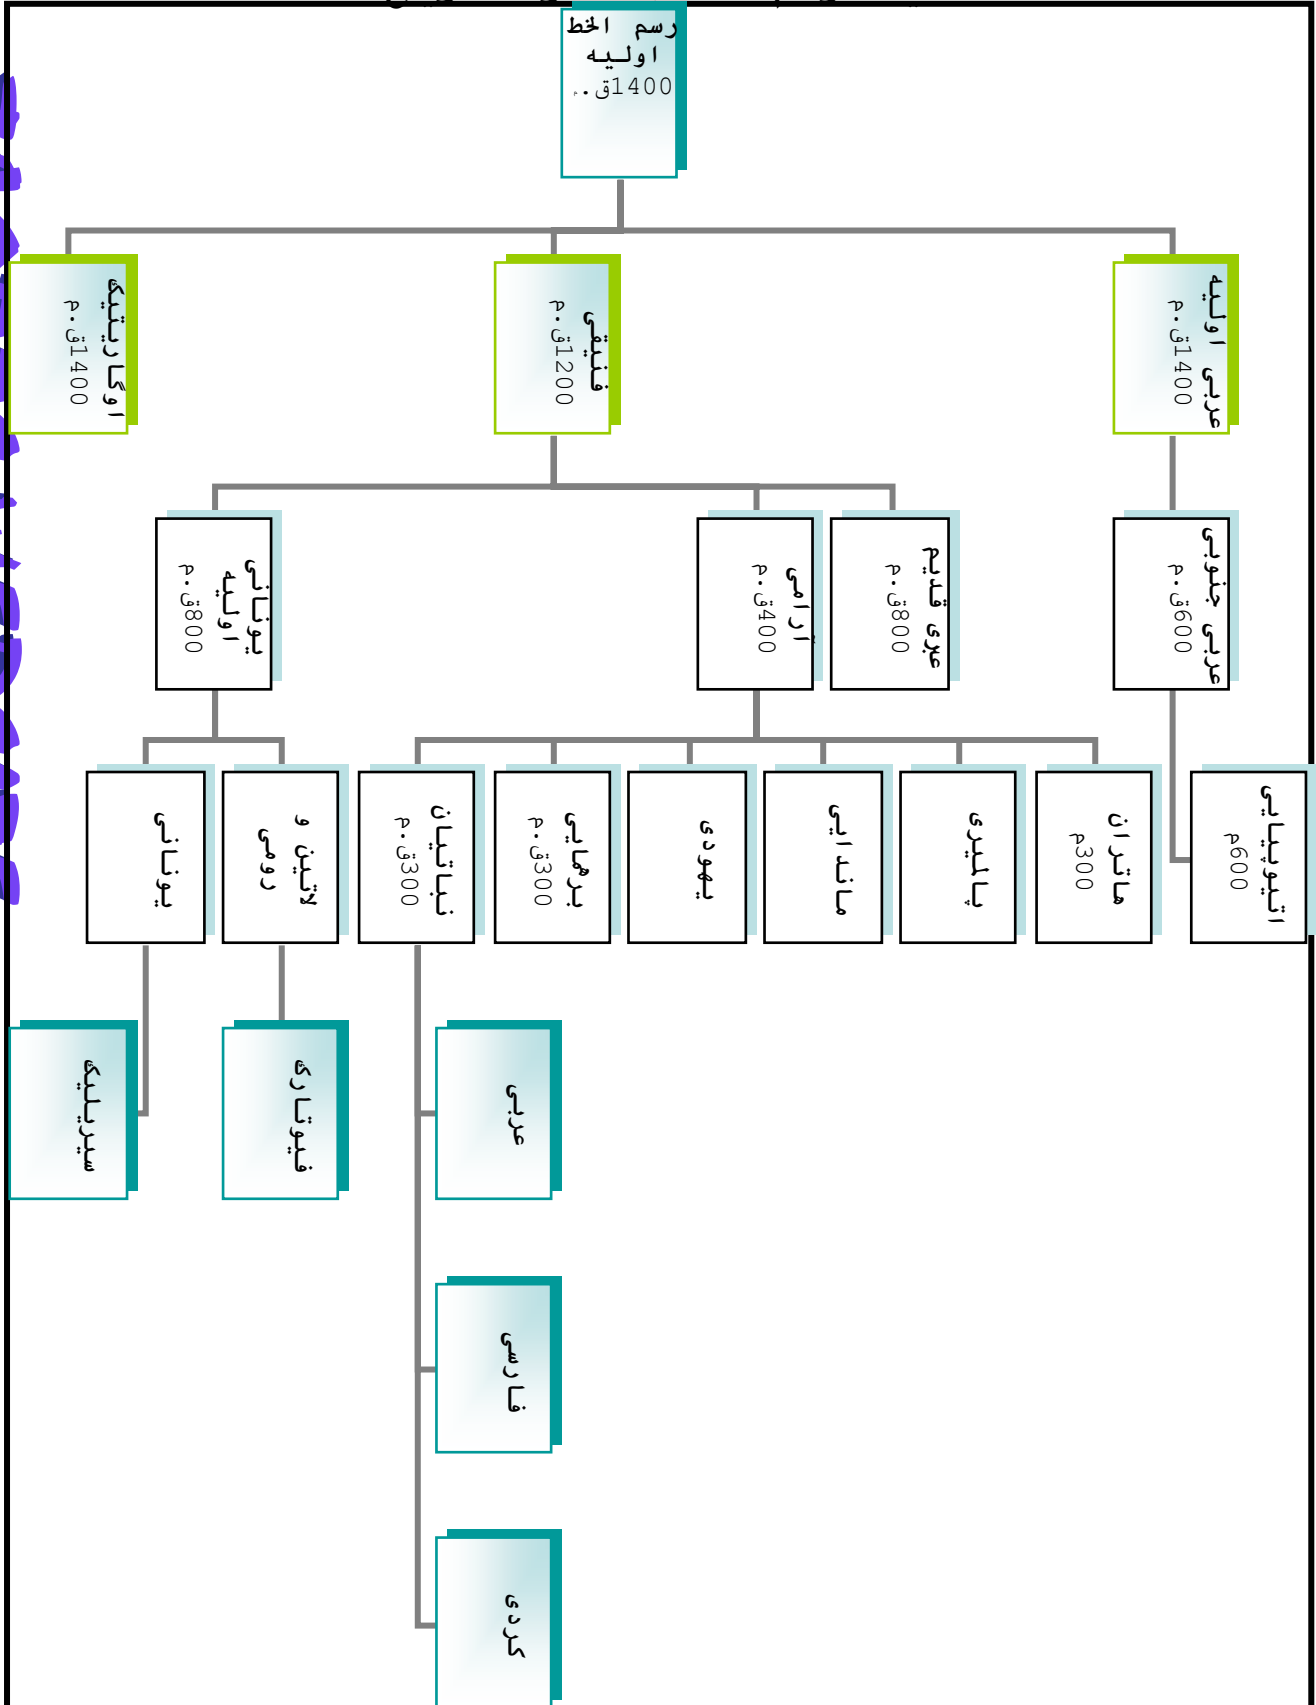 رسم الخط
اولیه
1400ق.م
عربی اولیه
1400ق.م
فنیقی
1200ق.م
اوگاریتیک
1400ق.م
عربی جنوبی
600ق.م
عبری قدیم
800ق.م
آرامی
400ق.م
یونانی
اولیه
800ق.م
اتیوپیایی
600م
هاتران
300م
پالمیری
ماندایی
یهودی
برهمایی
300ق.م
نباتیان
300ق.م
لاتین و
رومی
یونانی
عربی
فیوتارک
سیریلیک
فارسی
کردی